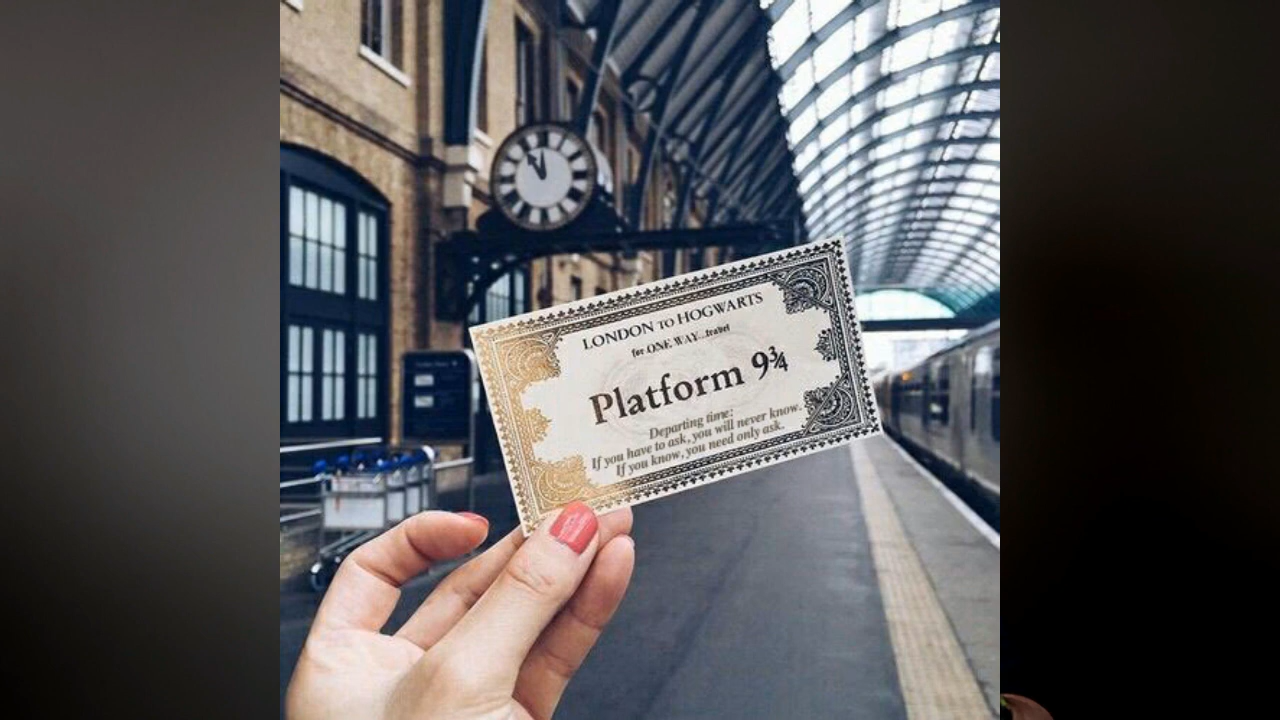 LONDON TO HOGWARTS
for ONE WAY...travel
Platform 9¾
Departing time:
If you have to ask, you will never know.
If you know, you need only ask.